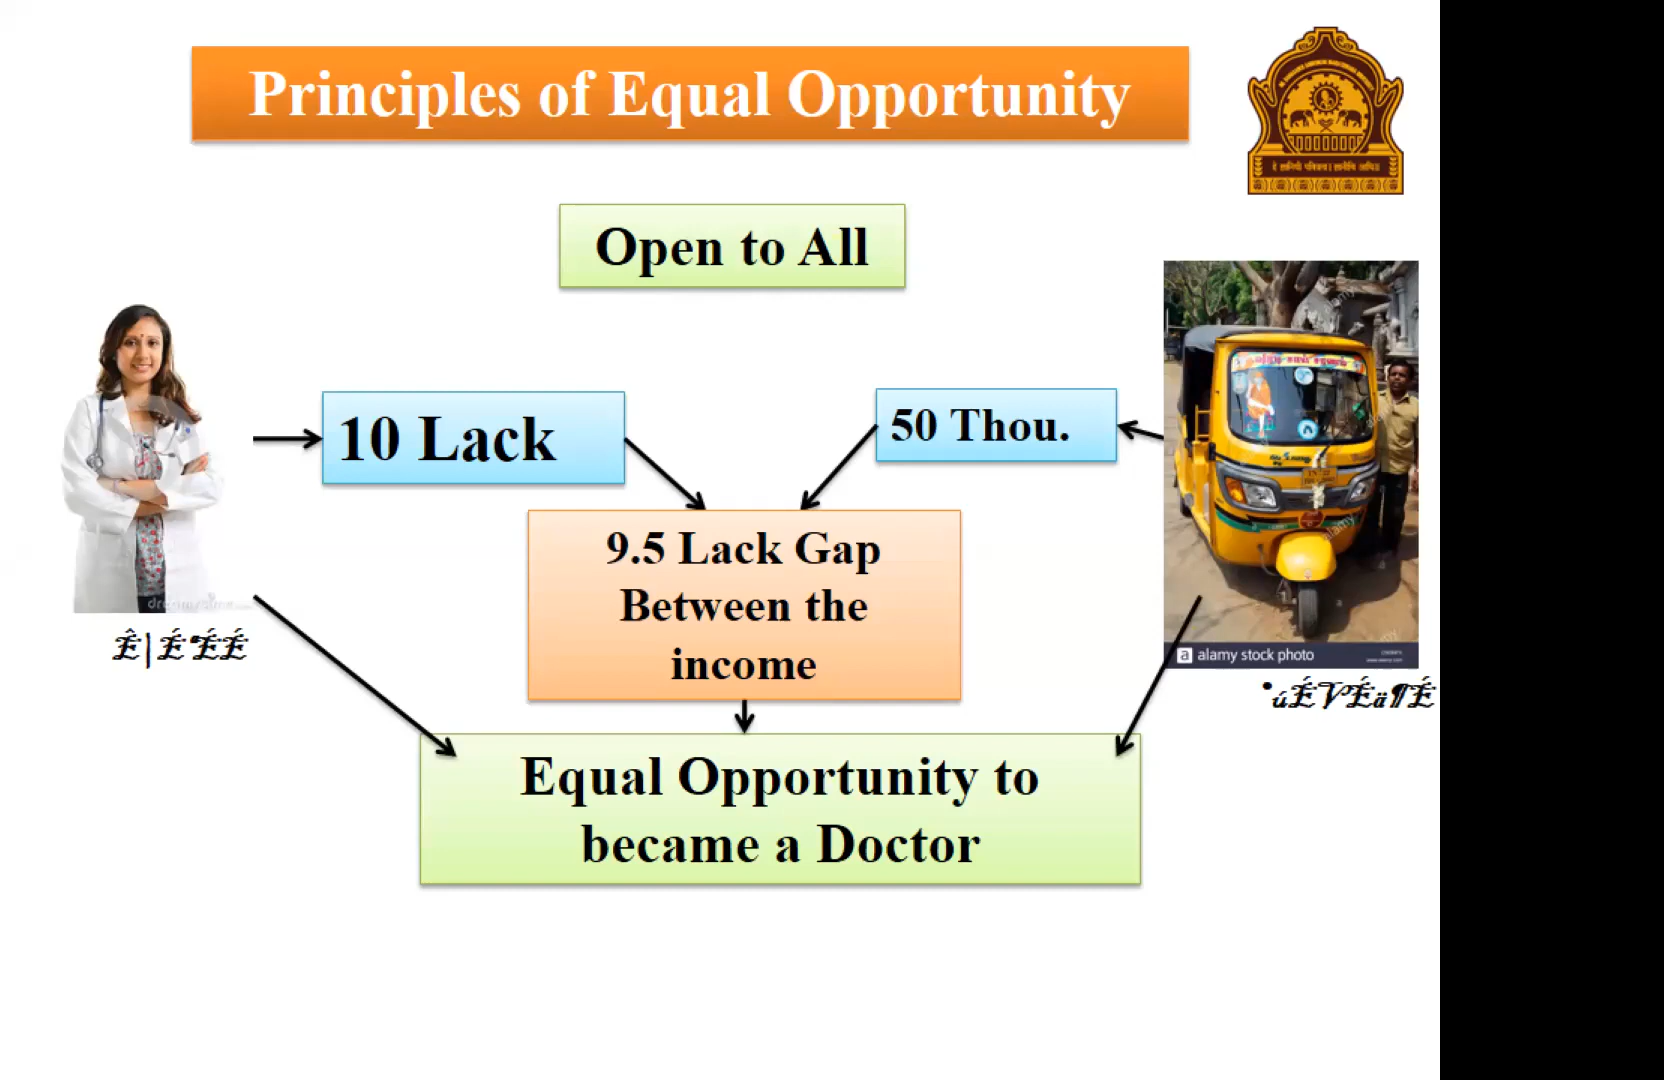 Principles of Equal Opportunity
Open to All
10 Lack
50 Thou.
9.5 Lack Gap
Between the
income
a alamy stock photo
Equal Opportunity to
became a Doctor